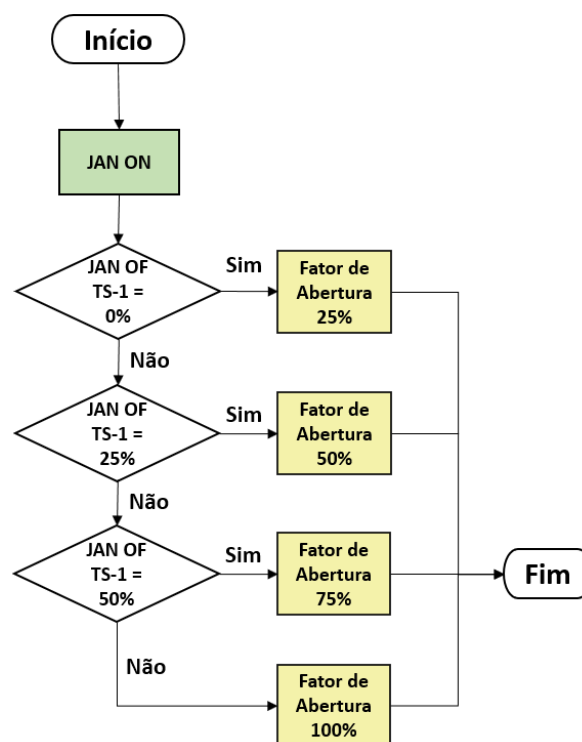 Início
JAN ON
JAN OF
TS-1 =
0%
Sim
Fator de
Abertura
25%
Não
JAN OF
TS-1 =
25%
Sim
Fator de
Abertura
50%
Não
JAN OF
TS-1 =
50%
Sim
Fator de
Abertura
75%
Fim
Não
Fator de
Abertura
100%